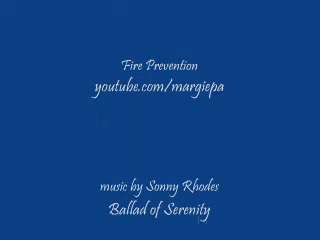 Fire Prevention
youtube.com/margiepa
music by Sonny Rhodes
Ballad of Serenity